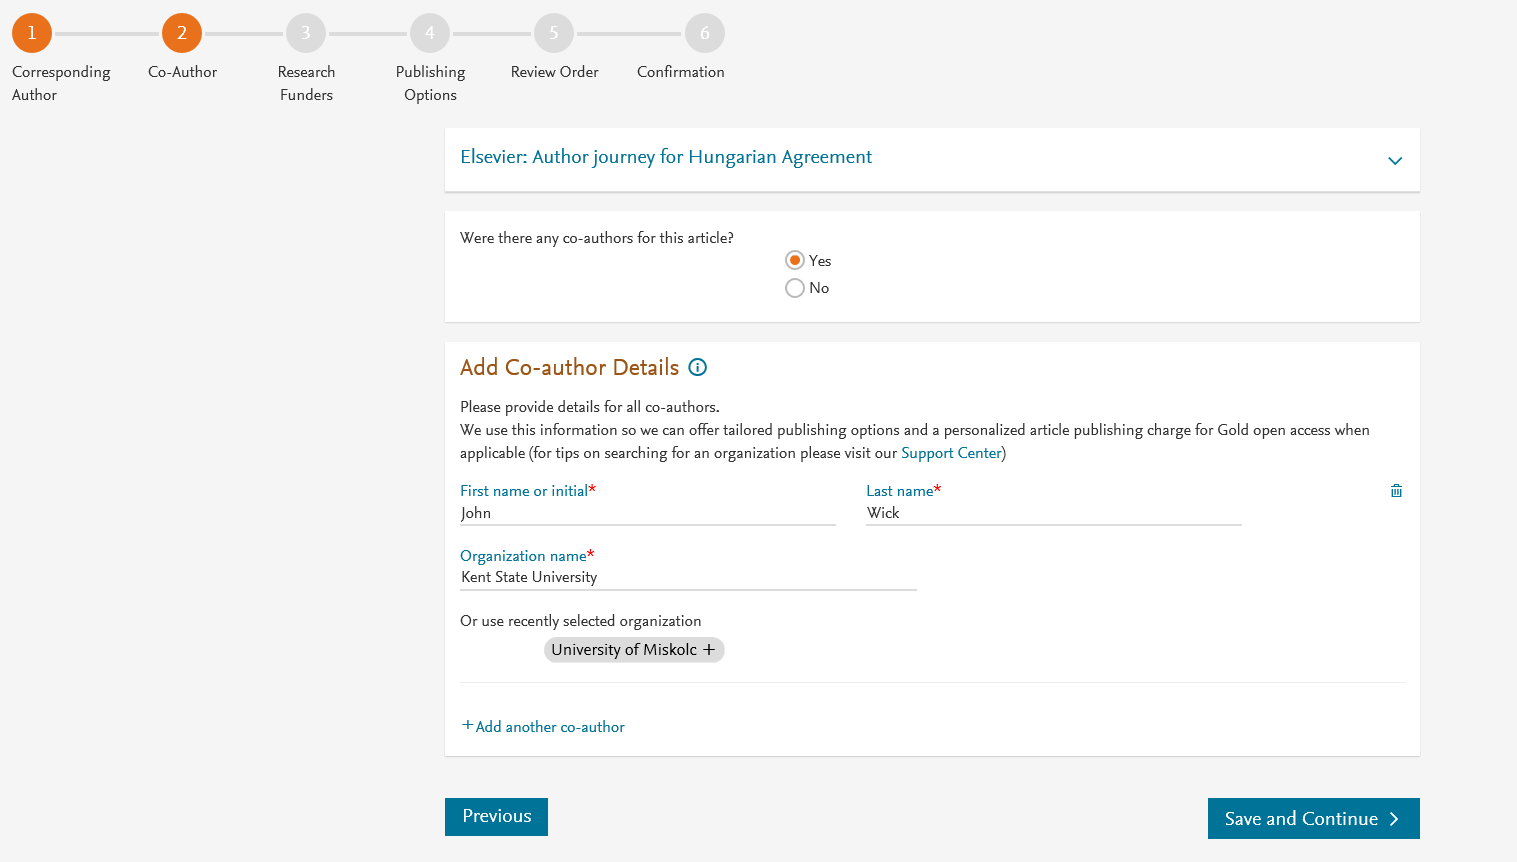 1 2 3 4 5 6
Corresponding Author
Co-Author
Research Funders
Publishing Options
Review Order
Confirmation
Elsevier: Author journey for Hungarian Agreement
Were there any co-authors for this article?
Yes
No
Add Co-author Details
Please provide details for all co-authors.
We use this information so we can offer tailored publishing options and a personalized article publishing charge for Gold open access when
applicable (for tips on searching for an organization please visit our Support Center)
First name or initial* Last name*
John Wick
Organization name*
Kent State University
Or use recently selected organization
University of Miskolc +
+ Add another co-author
Previous Save and Continue